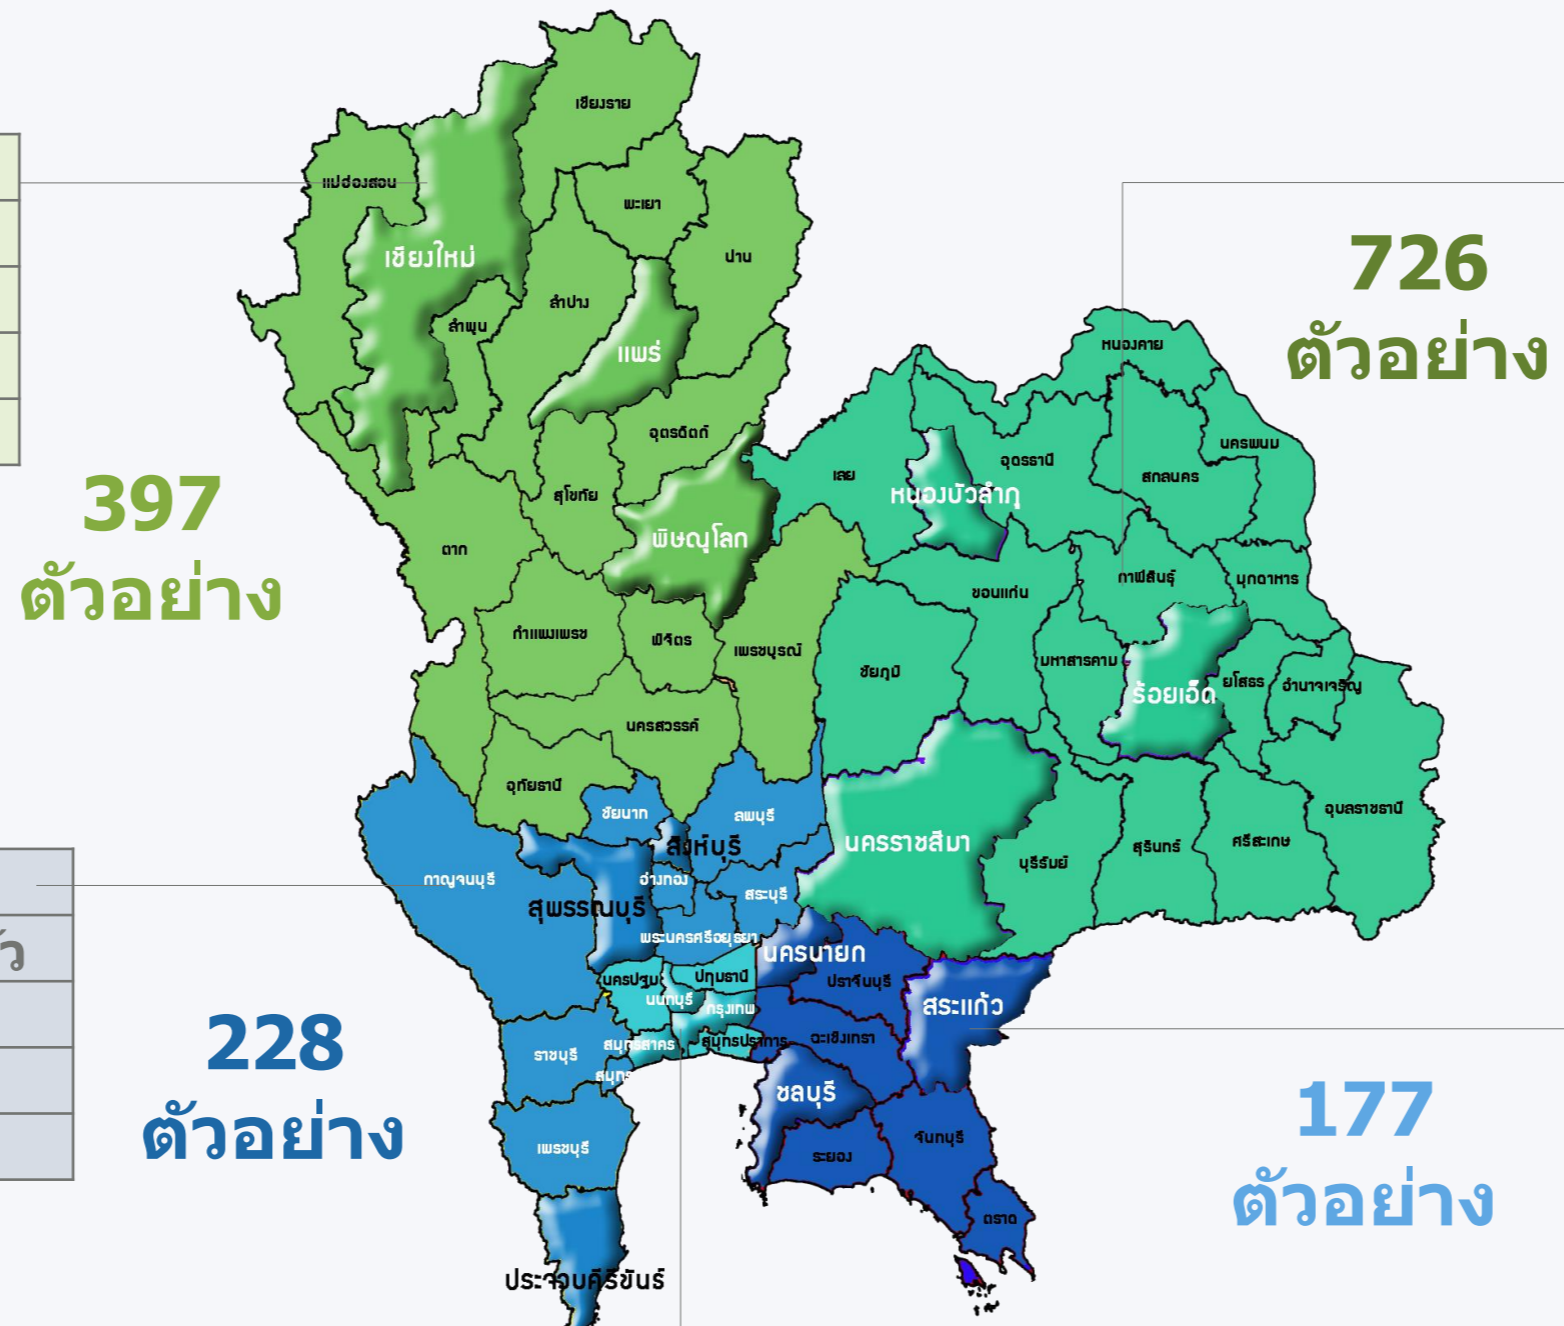 เชียงราย
แม่ฮ่องสอน
พะเยา
เชียงใหม่
น่าน
ลำปาง
ลำพูน
แพร่
726
ตัวอย่าง
หนองคาย
อุตรดิตถ์
เลย
อุดรธานี
นครพนม
สกลนคร
หนองบัวลำภู
สุโขทัย
397
ตัวอย่าง
พิษณุโลก
ตาก
ขอนแก่น
กาฬสินธุ์
มุกดาหาร
กำแพงเพชร
พิจิตร
เพชรบูรณ์
ชัยภูมิ
มหาสารคาม
ร้อยเอ็ด
ยโสธร
อำนาจเจริญ
นครสวรรค์
อุทัยธานี
ชัยนาท
ลพบุรี
สิงห์บุรี
นครราชสีมา
บุรีรัมย์
สุรินทร์
ศรีสะเกษ
อุบลราชธานี
กาญจนบุรี
อ่างทอง
สระบุรี
สุพรรณบุรี
พระนครศรีอยุธยา
นครนายก
นครปฐม
ปทุมธานี
ปราจีนบุรี
นนทบุรี
กรุงเทพ
สระแก้ว
228
ตัวอย่าง
ราชบุรี
สมุทรสาคร
สมุทรปราการ
ฉะเชิงเทรา
สมุทร
ชลบุรี
177
ตัวอย่าง
เพชรบุรี
ระยอง
จันทบุรี
ตราด
ประจวบคีรีขันธ์